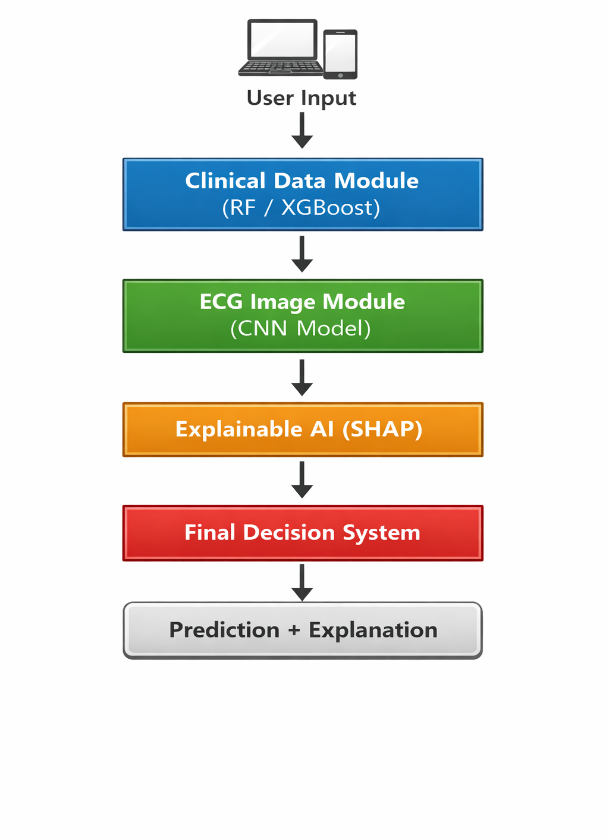 User Input
Clinical Data Module
(RF / XGBoost)
ECG Image Module
(CNN Model)
Explainable AI (SHAP)
Final Decision System
Prediction + Explanation